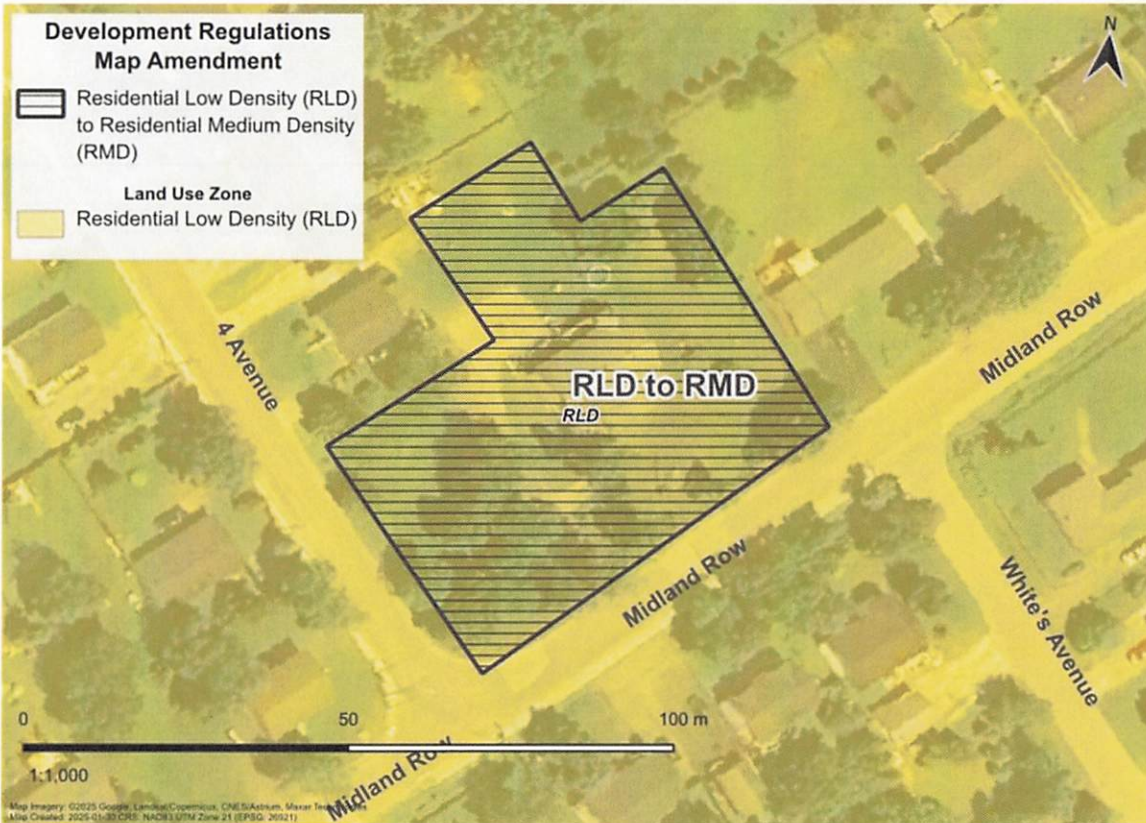 Development Regulations
Map Amendment
Residential Low Density (RLD)
to Residential Medium Density
(RMD)
Land Use Zone
Residential Low Density (RLD)
N
4 Avenue
Midland Row
RLD to RMD
RLD
Midland Row
White's Avenue
0 50 100 m
1:1,000
Midland Row
Map Imagery: ©2025 Google, Landsat/Copernicus, CNES/Astrium, Maxar
Map Created: 2025-01-30 CRS: NAD83 UTM Zone 21 (EPSG: 26921)